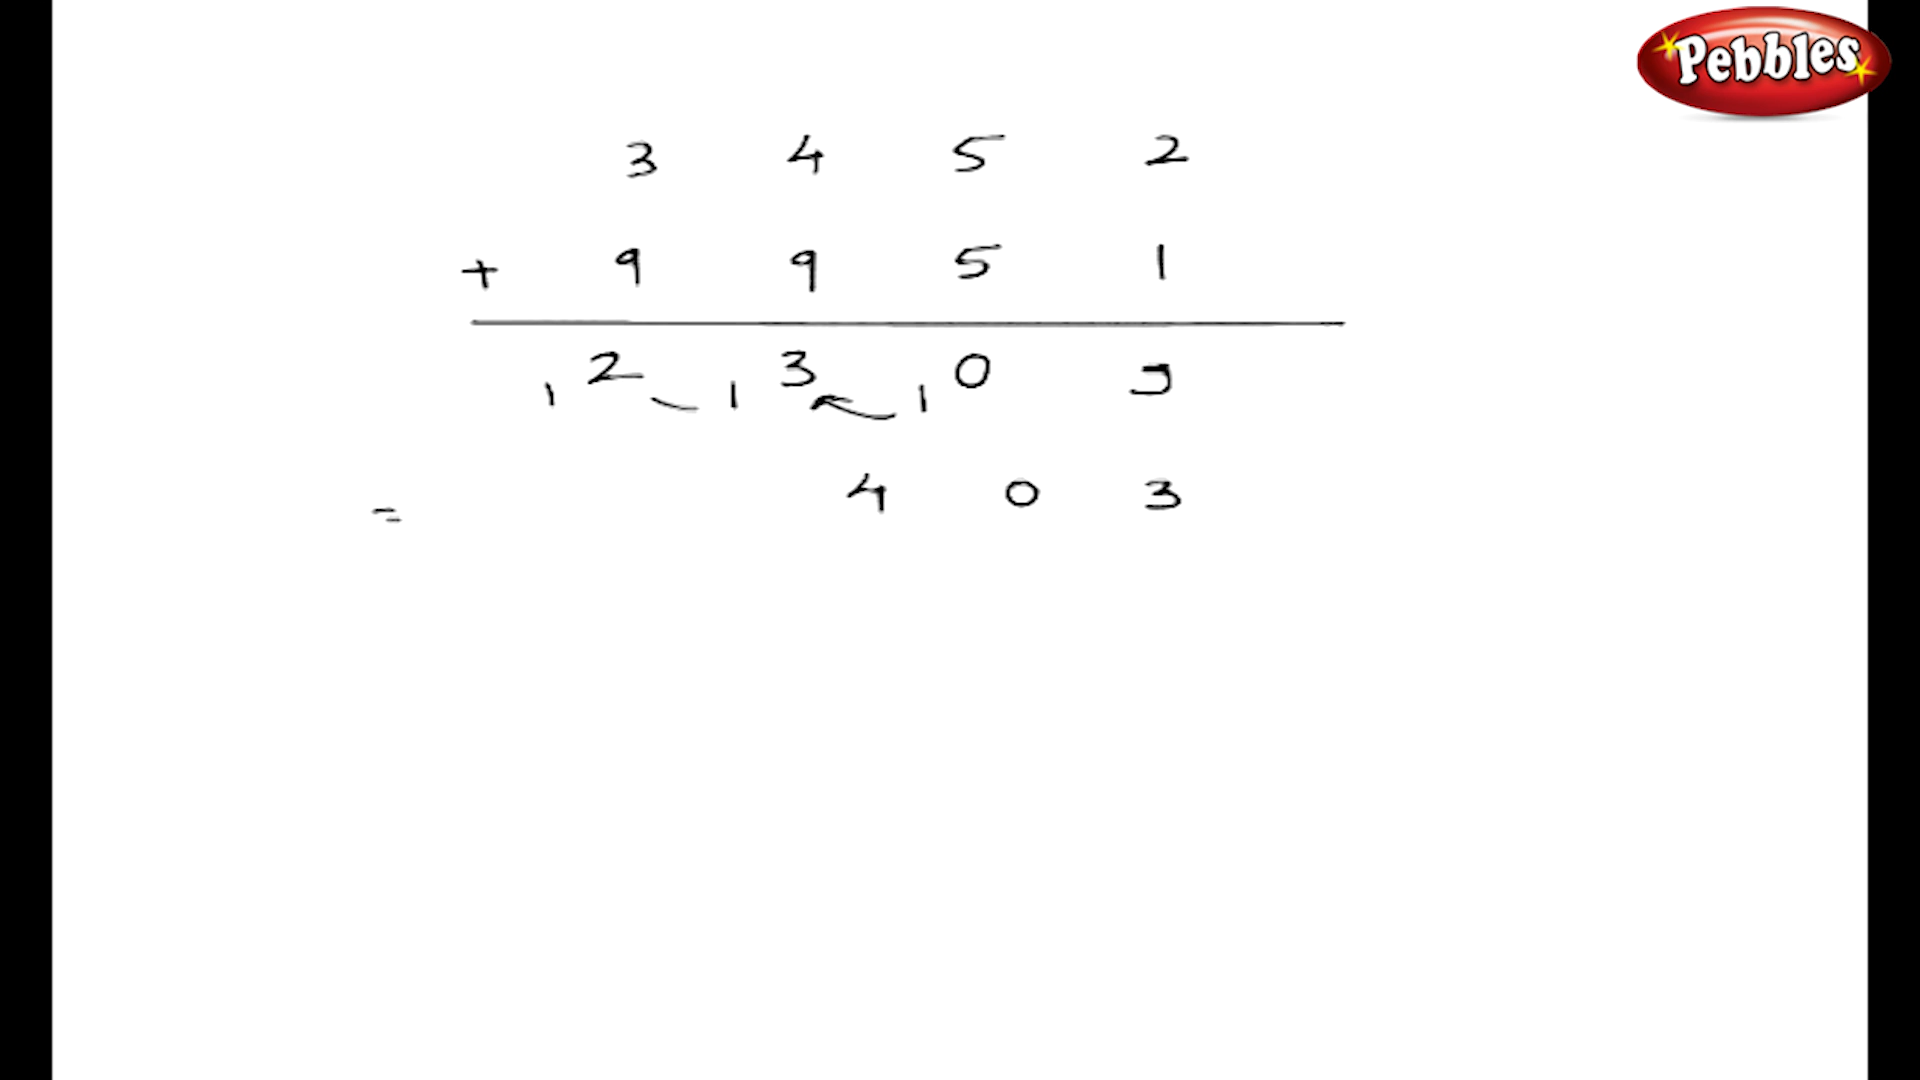 Pebbles
3 4 5 2
+ 9 9 5 1
1 2 1 3 1 0 3
= 4 0 3